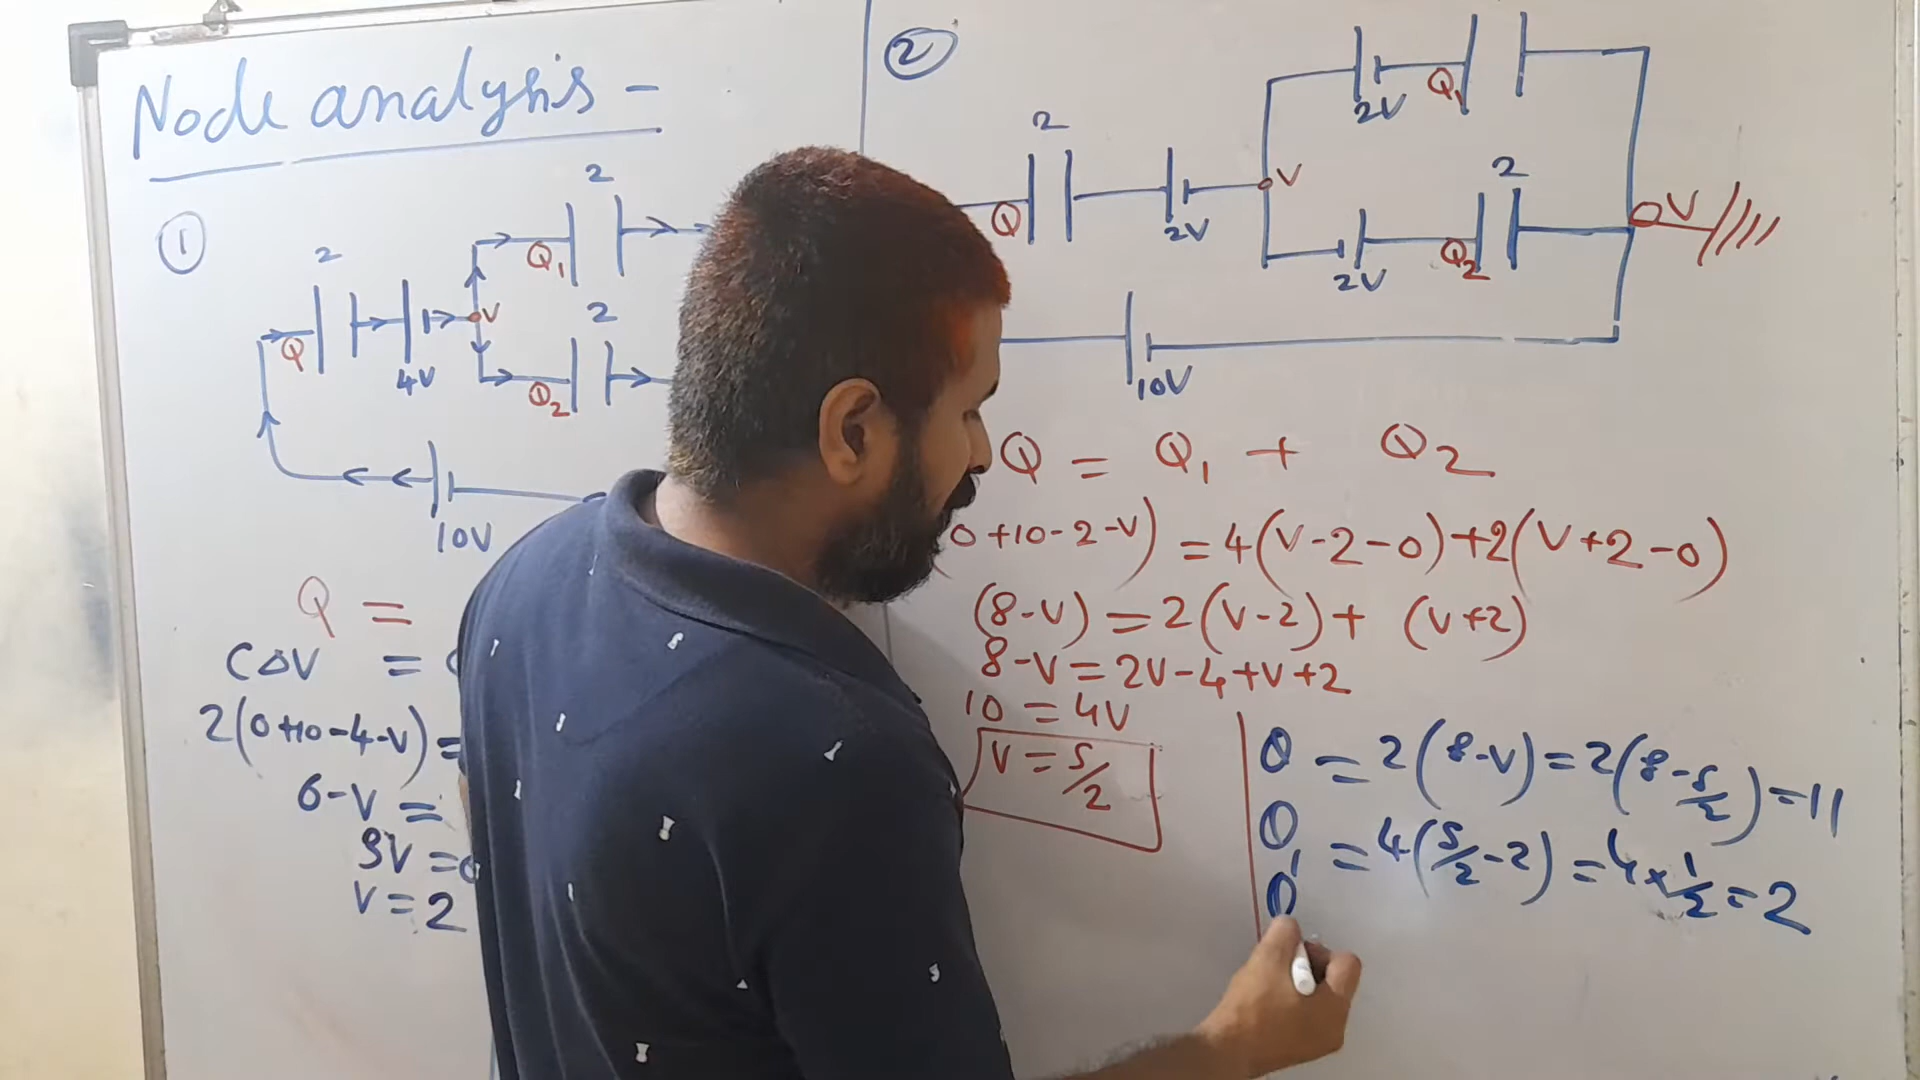 Node analysis -
①
2
2
Q1
V
2
Q
4V
Q2
10V
Q =
CΔV =
2(0+10-4-V) =
6-V =
3V =
V = 2
②
2V
Q1
2
V
2
Q
2V
2V
Q2
0V
10V
Q = Q1 + Q2
0+10-2-V) = 4(V-2-0)+2(V+2-0)
(8-V) = 2(V-2)+ (V+2)
8-V = 2V-4+V+2
10 = 4V
V = 5/2
Q = 2(8-V) = 2(8-5/2) = 11
Q1 = 4(5/2-2) = 4×1/2 = 2
Q